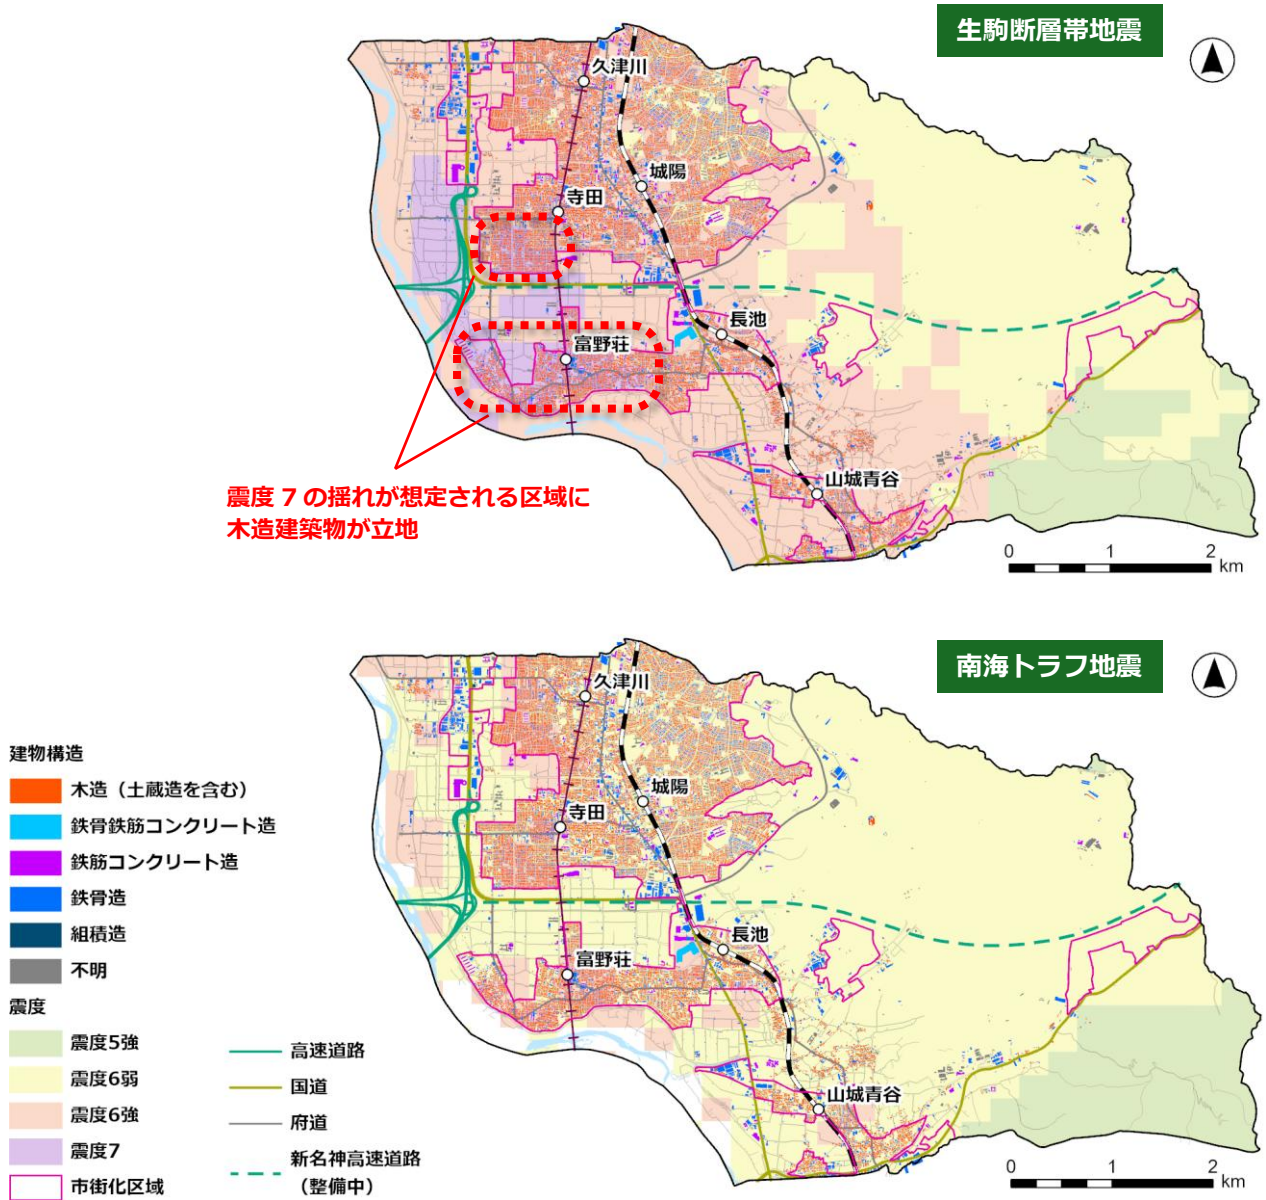 生駒断層帯地震
久津川
城陽
寺田
長池
富野荘
山城青谷
震度 7 の揺れが想定される区域に
木造建築物が立地
0 1 2
km
南海トラフ地震
久津川
城陽
寺田
長池
富野荘
山城青谷
0 1 2
km
建物構造
木造（土蔵造を含む）
鉄骨鉄筋コンクリート造
鉄筋コンクリート造
鉄骨造
組積造
不明
震度
震度5強
震度6弱
震度6強
震度7
市街化区域
高速道路
国道
府道
新名神高速道路
（整備中）